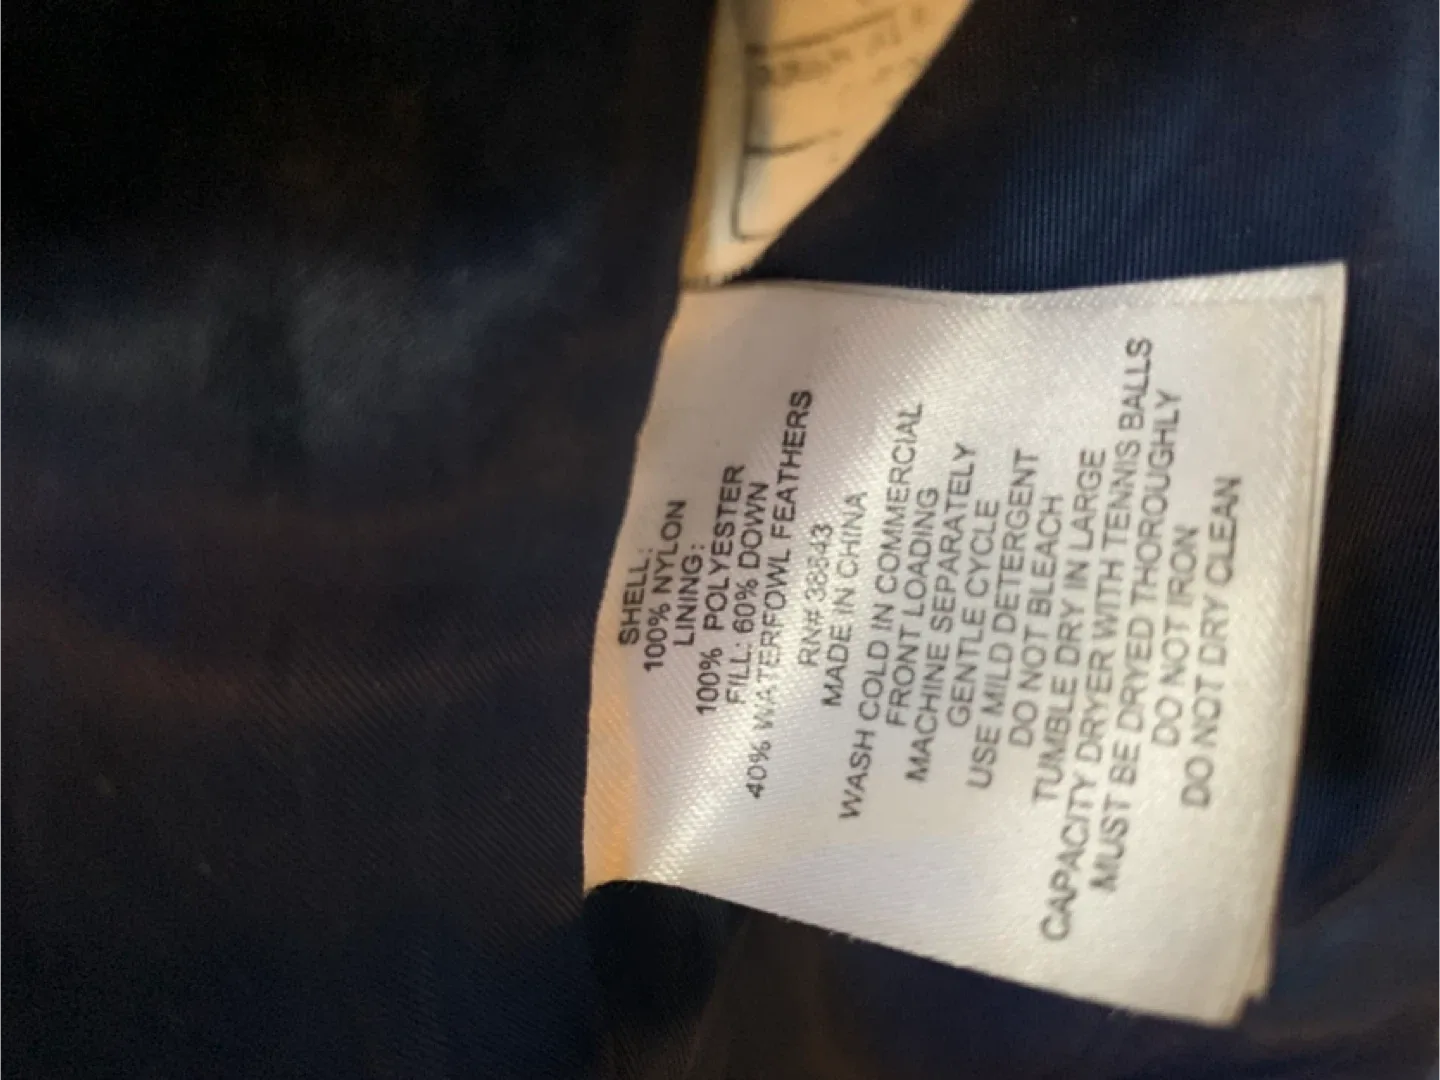 SHELL:
100% NYLON
LINING:
100% POLYESTER
FILL: 60% DOWN
40% WATERFOWL FEATHERS
RN#
MADE IN CHINA
WASH COLD IN COMMERCIAL
FRONT LOADING
MACHINE SEPARATELY
GENTLE CYCLE
USE MILD DETERGENT
DO NOT BLEACH
TUMBLE DRY IN LARGE
CAPACITY DRYER WITH TENNIS BALLS
MUST BE DRYED THOROUGHLY
DO NOT IRON
DO NOT DRY CLEAN